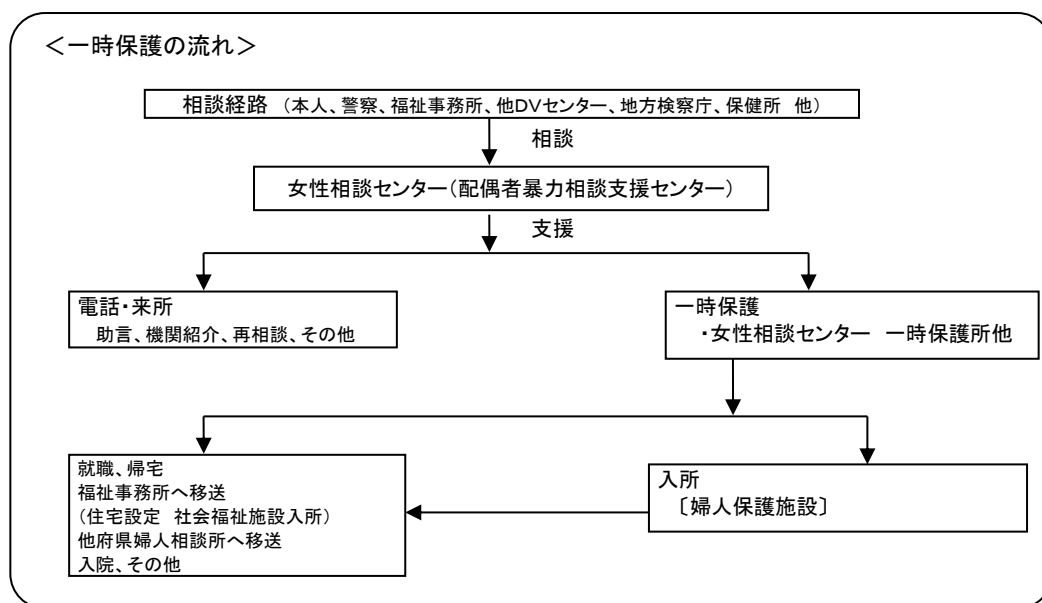 ＜一時保護の流れ＞
相談経路 （本人、警察、福祉事務所、他DVセンター、地方検察庁、保健所 他）
相談
女性相談センター（配偶者暴力相談支援センター）
支援
電話・来所
助言、機関紹介、再相談、その他
一時保護
・女性相談センター 一時保護所他
就職、帰宅
福祉事務所へ移送
（住宅設定 社会福祉施設入所）
他府県婦人相談所へ移送
入院、その他
入所
〔婦人保護施設〕